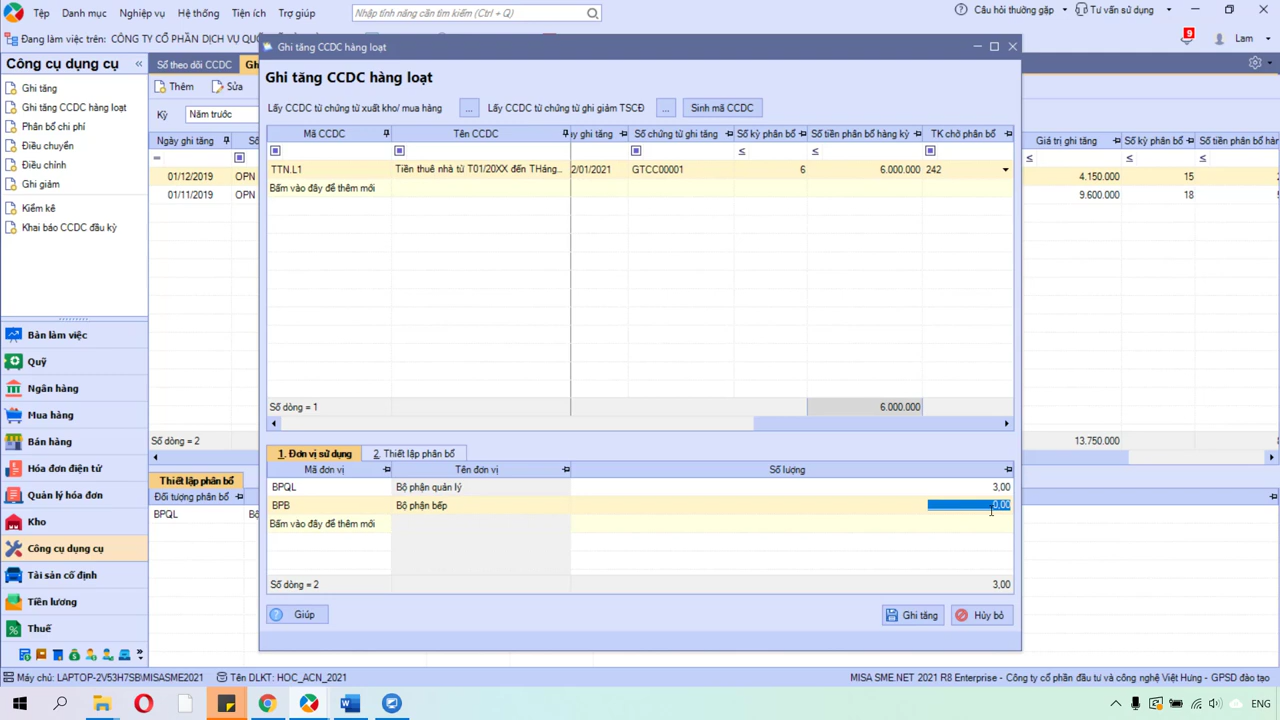 Tệp Danh mục Nghiệp vụ Hệ thống Tiện ích Trợ giúp
Nhập tính năng cần tìm kiếm (Ctrl + Q)
Câu hỏi thường gặp Tư vấn sử dụng
Đang làm việc trên: CÔNG TY CỔ PHẦN DỊCH VỤ QUỐ
9 Lam
Công cụ dụng cụ «
Ghi tăng
Ghi tăng CCDC hàng loạt
Phân bổ chi phí
Điều chuyển
Điều chỉnh
Ghi giảm
Kiểm kê
Khai báo CCDC đầu kỳ
Bàn làm việc
Quỹ
Ngân hàng
Mua hàng
Bán hàng
Hóa đơn điện tử
Quản lý hóa đơn
Kho
Công cụ dụng cụ
Tài sản cố định
Tiền lương
Thuế
Sổ theo dõi CCDC Gh
Thêm Sửa
Kỳ Năm trước
Ngày ghi tăng Số
=
01/12/2019 OPN
01/11/2019 OPN
Số dòng = 2
Thiết lập phân bổ
Đối tượng phân bổ
BPQL Bộ
Ghi tăng CCDC hàng loạt
Ghi tăng CCDC hàng loạt
Lấy CCDC từ chứng từ xuất kho/ mua hàng ... Lấy CCDC từ chứng từ ghi giảm TSCĐ ... Sinh mã CCDC
Mã CCDC Tên CCDC ày ghi tăng Số chứng từ ghi tăng Số kỳ phân bổ Số tiền phân bổ hàng kỳ TK chờ phân bổ
≤ ≤
TTN.L1 Tiền thuê nhà từ T01/20XX đến THáng... 2/01/2021 GTCC00001 6 6.000.000 242
Bấm vào đây để thêm mới
Số dòng = 1 6.000.000
1. Đơn vị sử dụng 2. Thiết lập phân bổ
Mã đơn vị Tên đơn vị Số lượng
BPQL Bộ phận quản lý 3,00
BPB Bộ phận bếp 0,00
Bấm vào đây để thêm mới
Số dòng = 2 3,00
Giúp Ghi tăng Hủy bỏ
Giá trị ghi tăng Số kỳ phân bổ Số tiền phân bổ hàn
≤ ≤ ≤
4.150.000 15
9.600.000 18
13.750.000
Máy chủ: LAPTOP-2V53H7SB\MISASME2021 Tên DLKT: HOC_ACN_2021
MISA SME.NET 2021 R8 Enterprise - Công ty cổ phần đầu tư và công nghệ Việt Hưng - GPSD đào tạo
ENG